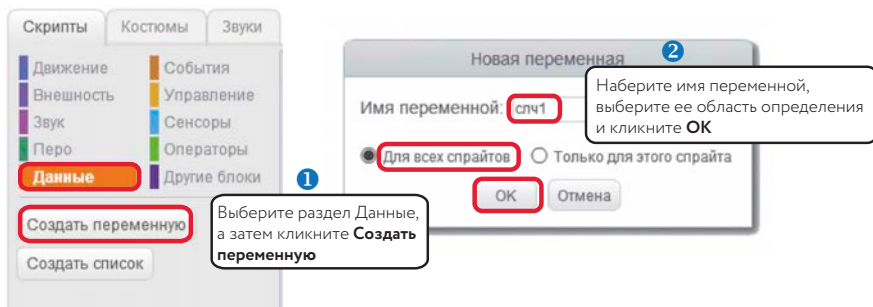 Скрипты Костюмы Звуки
Движение События
Внешность Управление
Звук Сенсоры
Перо Операторы
Данные Другие блоки
Создать переменную
Создать список
1
Выберите раздел Данные,
а затем кликните Создать
переменную
Новая переменная
Имя переменной: слч1
Для всех спрайтов Только для этого спрайта
OK Отмена
2
Наберите имя переменной,
выберите ее область определения
и кликните OK